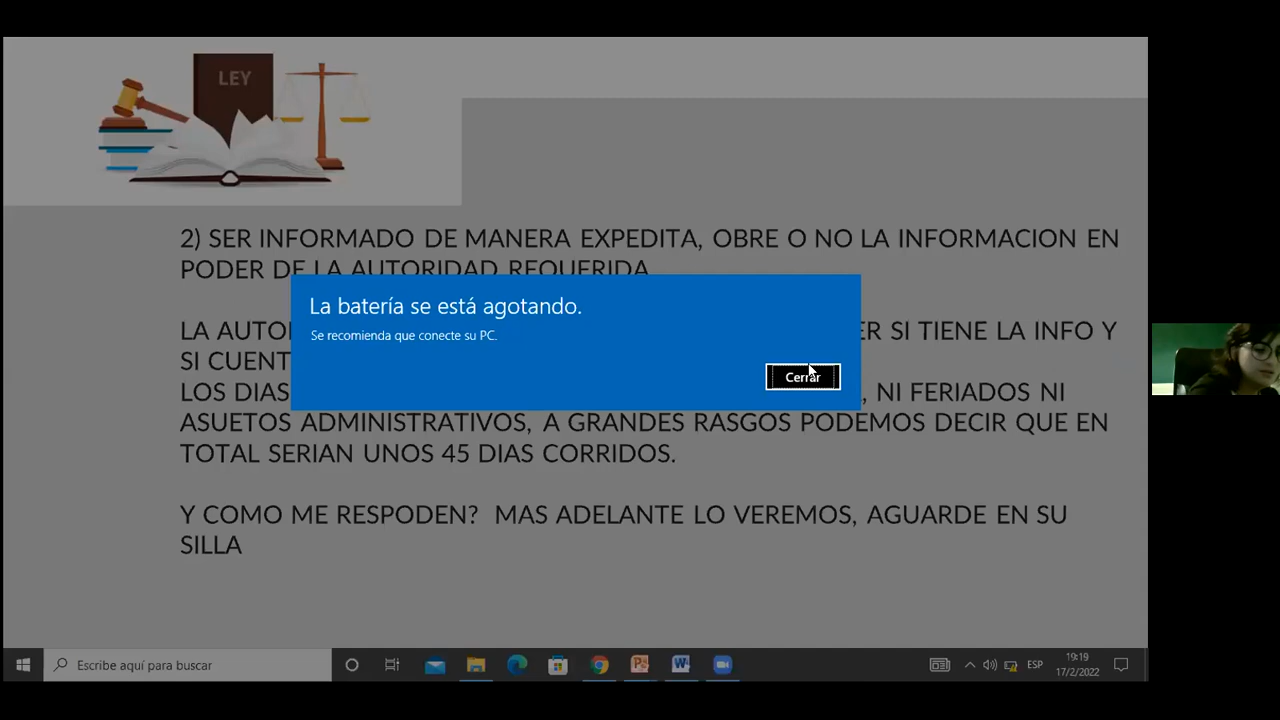 LEY
2) SER INFORMADO DE MANERA EXPEDITA, OBRE O NO LA INFORMACION EN
PODER DE LA AUTORIDAD REQUERIDA
La batería se está agotando.
Se recomienda que conecte su PC.
Cerrar
LA SI TIENE LA INFO Y
SI
LOS DIAS NI FERIADOS NI
ASUETOS ADMINISTRATIVOS, A GRANDES RASGOS PODEMOS DECIR QUE EN
TOTAL SERIAN UNOS 45 DIAS CORRIDOS.
Y COMO ME RESPODEN? MAS ADELANTE LO VEREMOS, AGUARDE EN SU
SILLA
Escribe aquí para buscar
ESP
19:19
17/2/2022